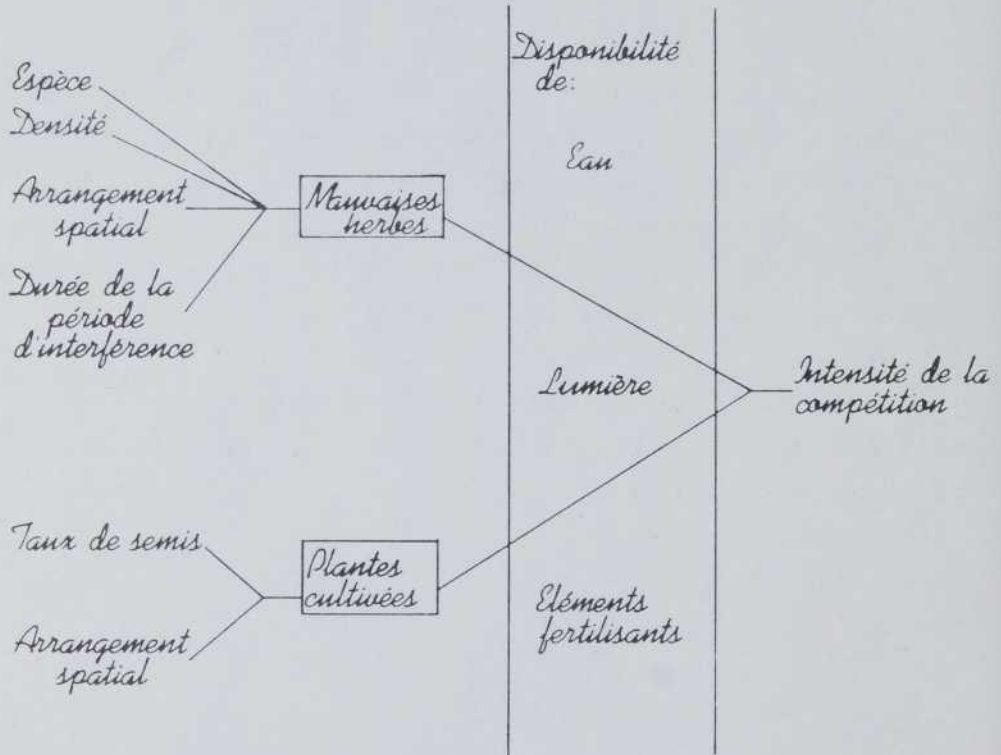 Espèce
Densité
Arrangement
spatial
Durée de la
période
d'interférence
Mauvaises
herbes
Taux de semis
Arrangement
spatial
Plantes
cultivées
Disponibilité
de:
Eau
Lumière
Eléments
fertilisants
Intensité de la
compétition